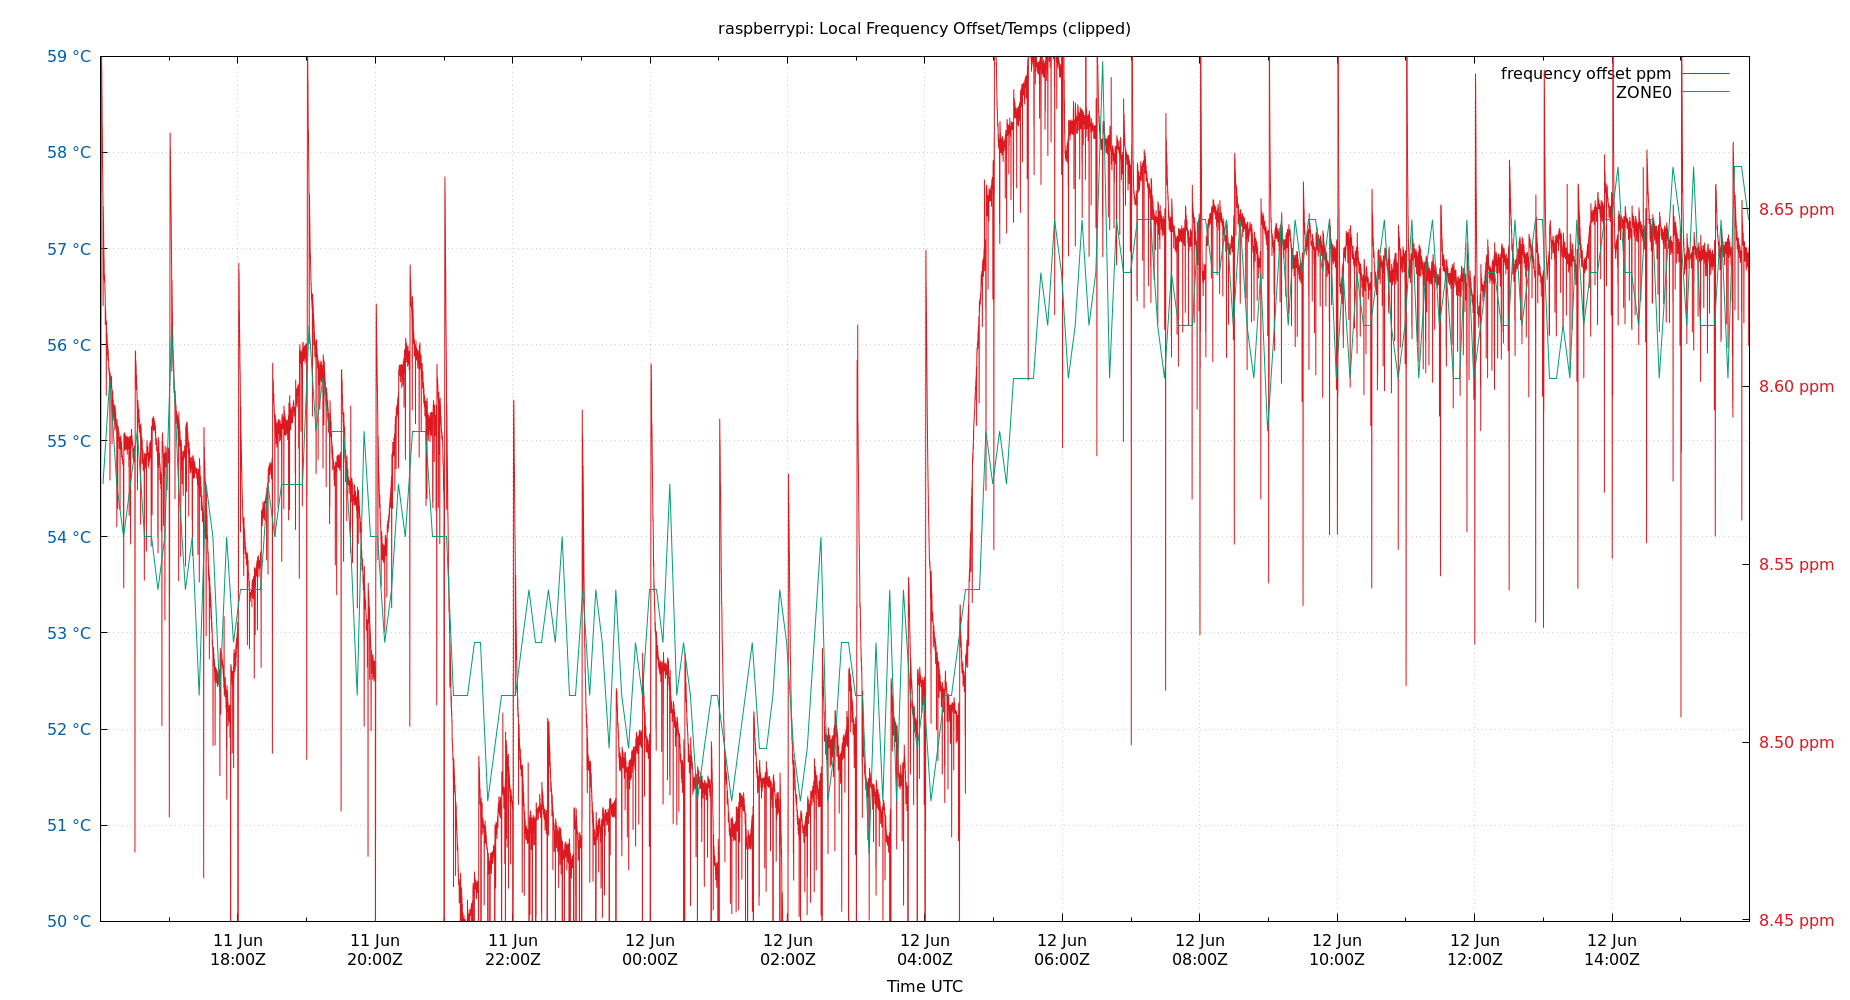 raspberrypi: Local Frequency Offset/Temps (clipped)
59 °C
58 °C
57 °C
56 °C
55 °C
54 °C
53 °C
52 °C
51 °C
50 °C
frequency offset ppm
ZONE0
8.65 ppm
8.60 ppm
8.55 ppm
8.50 ppm
8.45 ppm
11 Jun
18:00Z
11 Jun
20:00Z
11 Jun
22:00Z
12 Jun
00:00Z
12 Jun
02:00Z
12 Jun
04:00Z
12 Jun
06:00Z
12 Jun
08:00Z
12 Jun
10:00Z
12 Jun
12:00Z
12 Jun
14:00Z
Time UTC